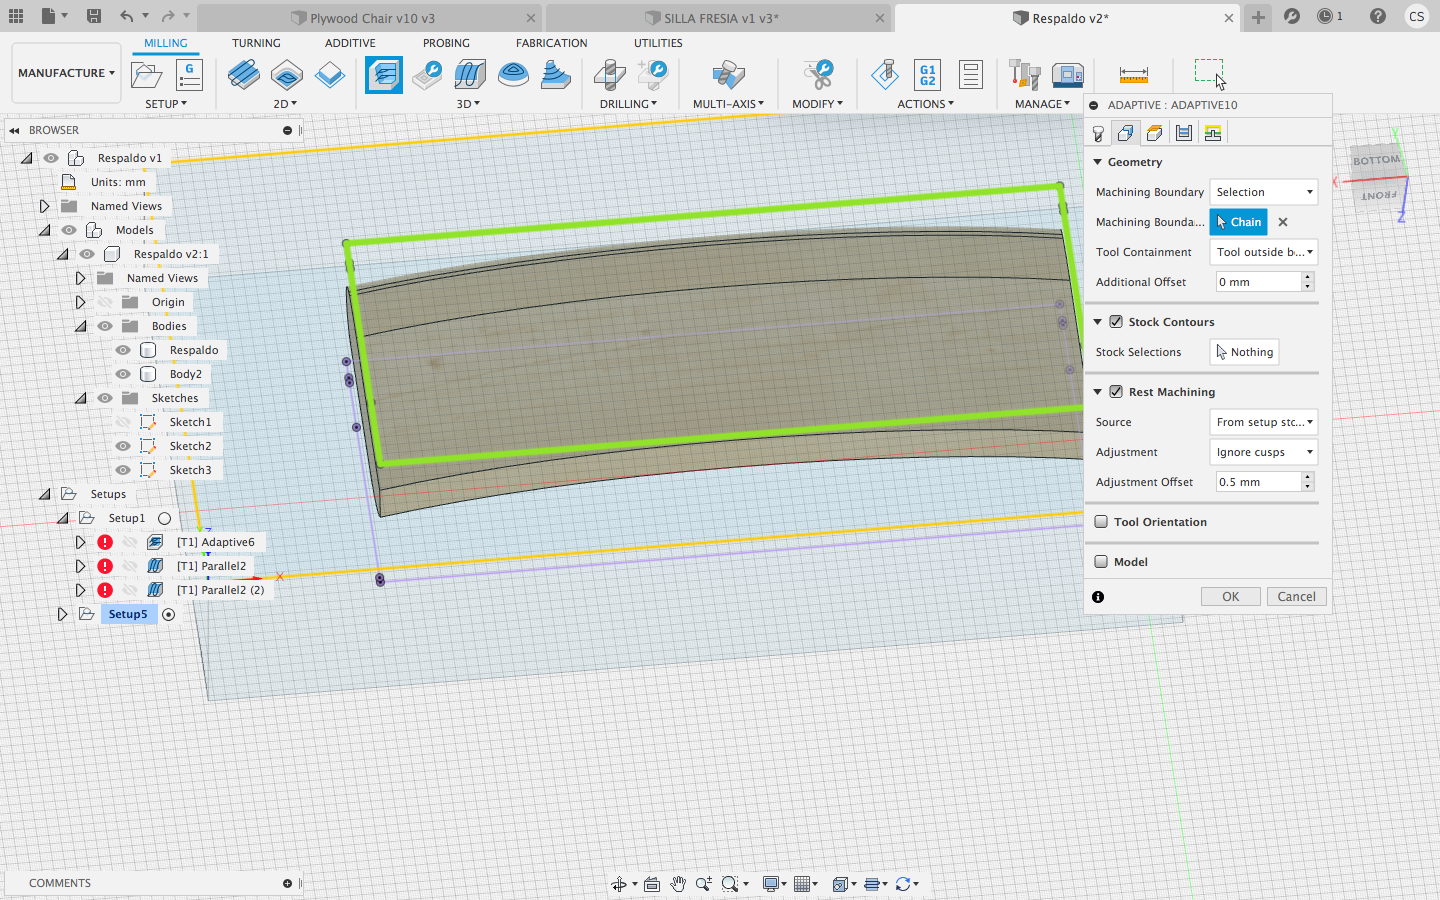 Plywood Chair v10 v3
SILLA FRESIA v1 v3*
Respaldo v2*
1
CS
MANUFACTURE
MILLING
TURNING
ADDITIVE
PROBING
FABRICATION
UTILITIES
G
G1
G2
SETUP
2D
3D
DRILLING
MULTI-AXIS
MODIFY
ACTIONS
MANAGE
BROWSER
Respaldo v1
Units: mm
Named Views
Models
Respaldo v2:1
Named Views
Origin
Bodies
Respaldo
Body2
Sketches
Sketch1
Sketch2
Sketch3
Setups
Setup1
[T1] Adaptive6
[T1] Parallel2
[T1] Parallel2 (2)
Setup5
Z
X
ADAPTIVE : ADAPTIVE10
Geometry
Machining Boundary Selection
Machining Bounda... Chain
Tool Containment Tool outside b...
Additional Offset 0 mm
Stock Contours
Stock Selections Nothing
Rest Machining
Source From setup stc...
Adjustment Ignore cusps
Adjustment Offset 0.5 mm
Tool Orientation
Model
OK Cancel
Y
BOTTOM
X
FRONT
Z
COMMENTS